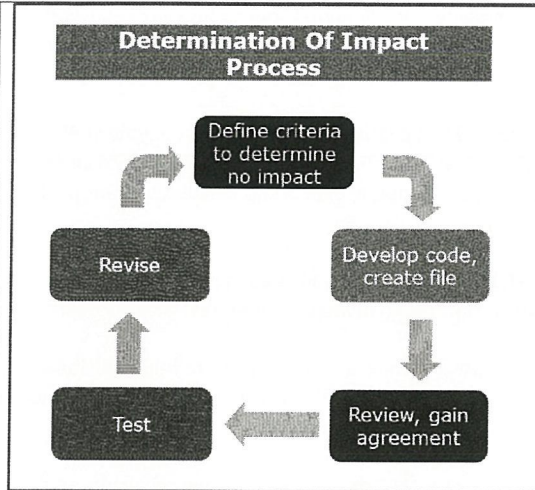 Determination Of Impact
Process
Define criteria
to determine
no impact
Develop code,
create file
Review, gain
agreement
Test
Revise